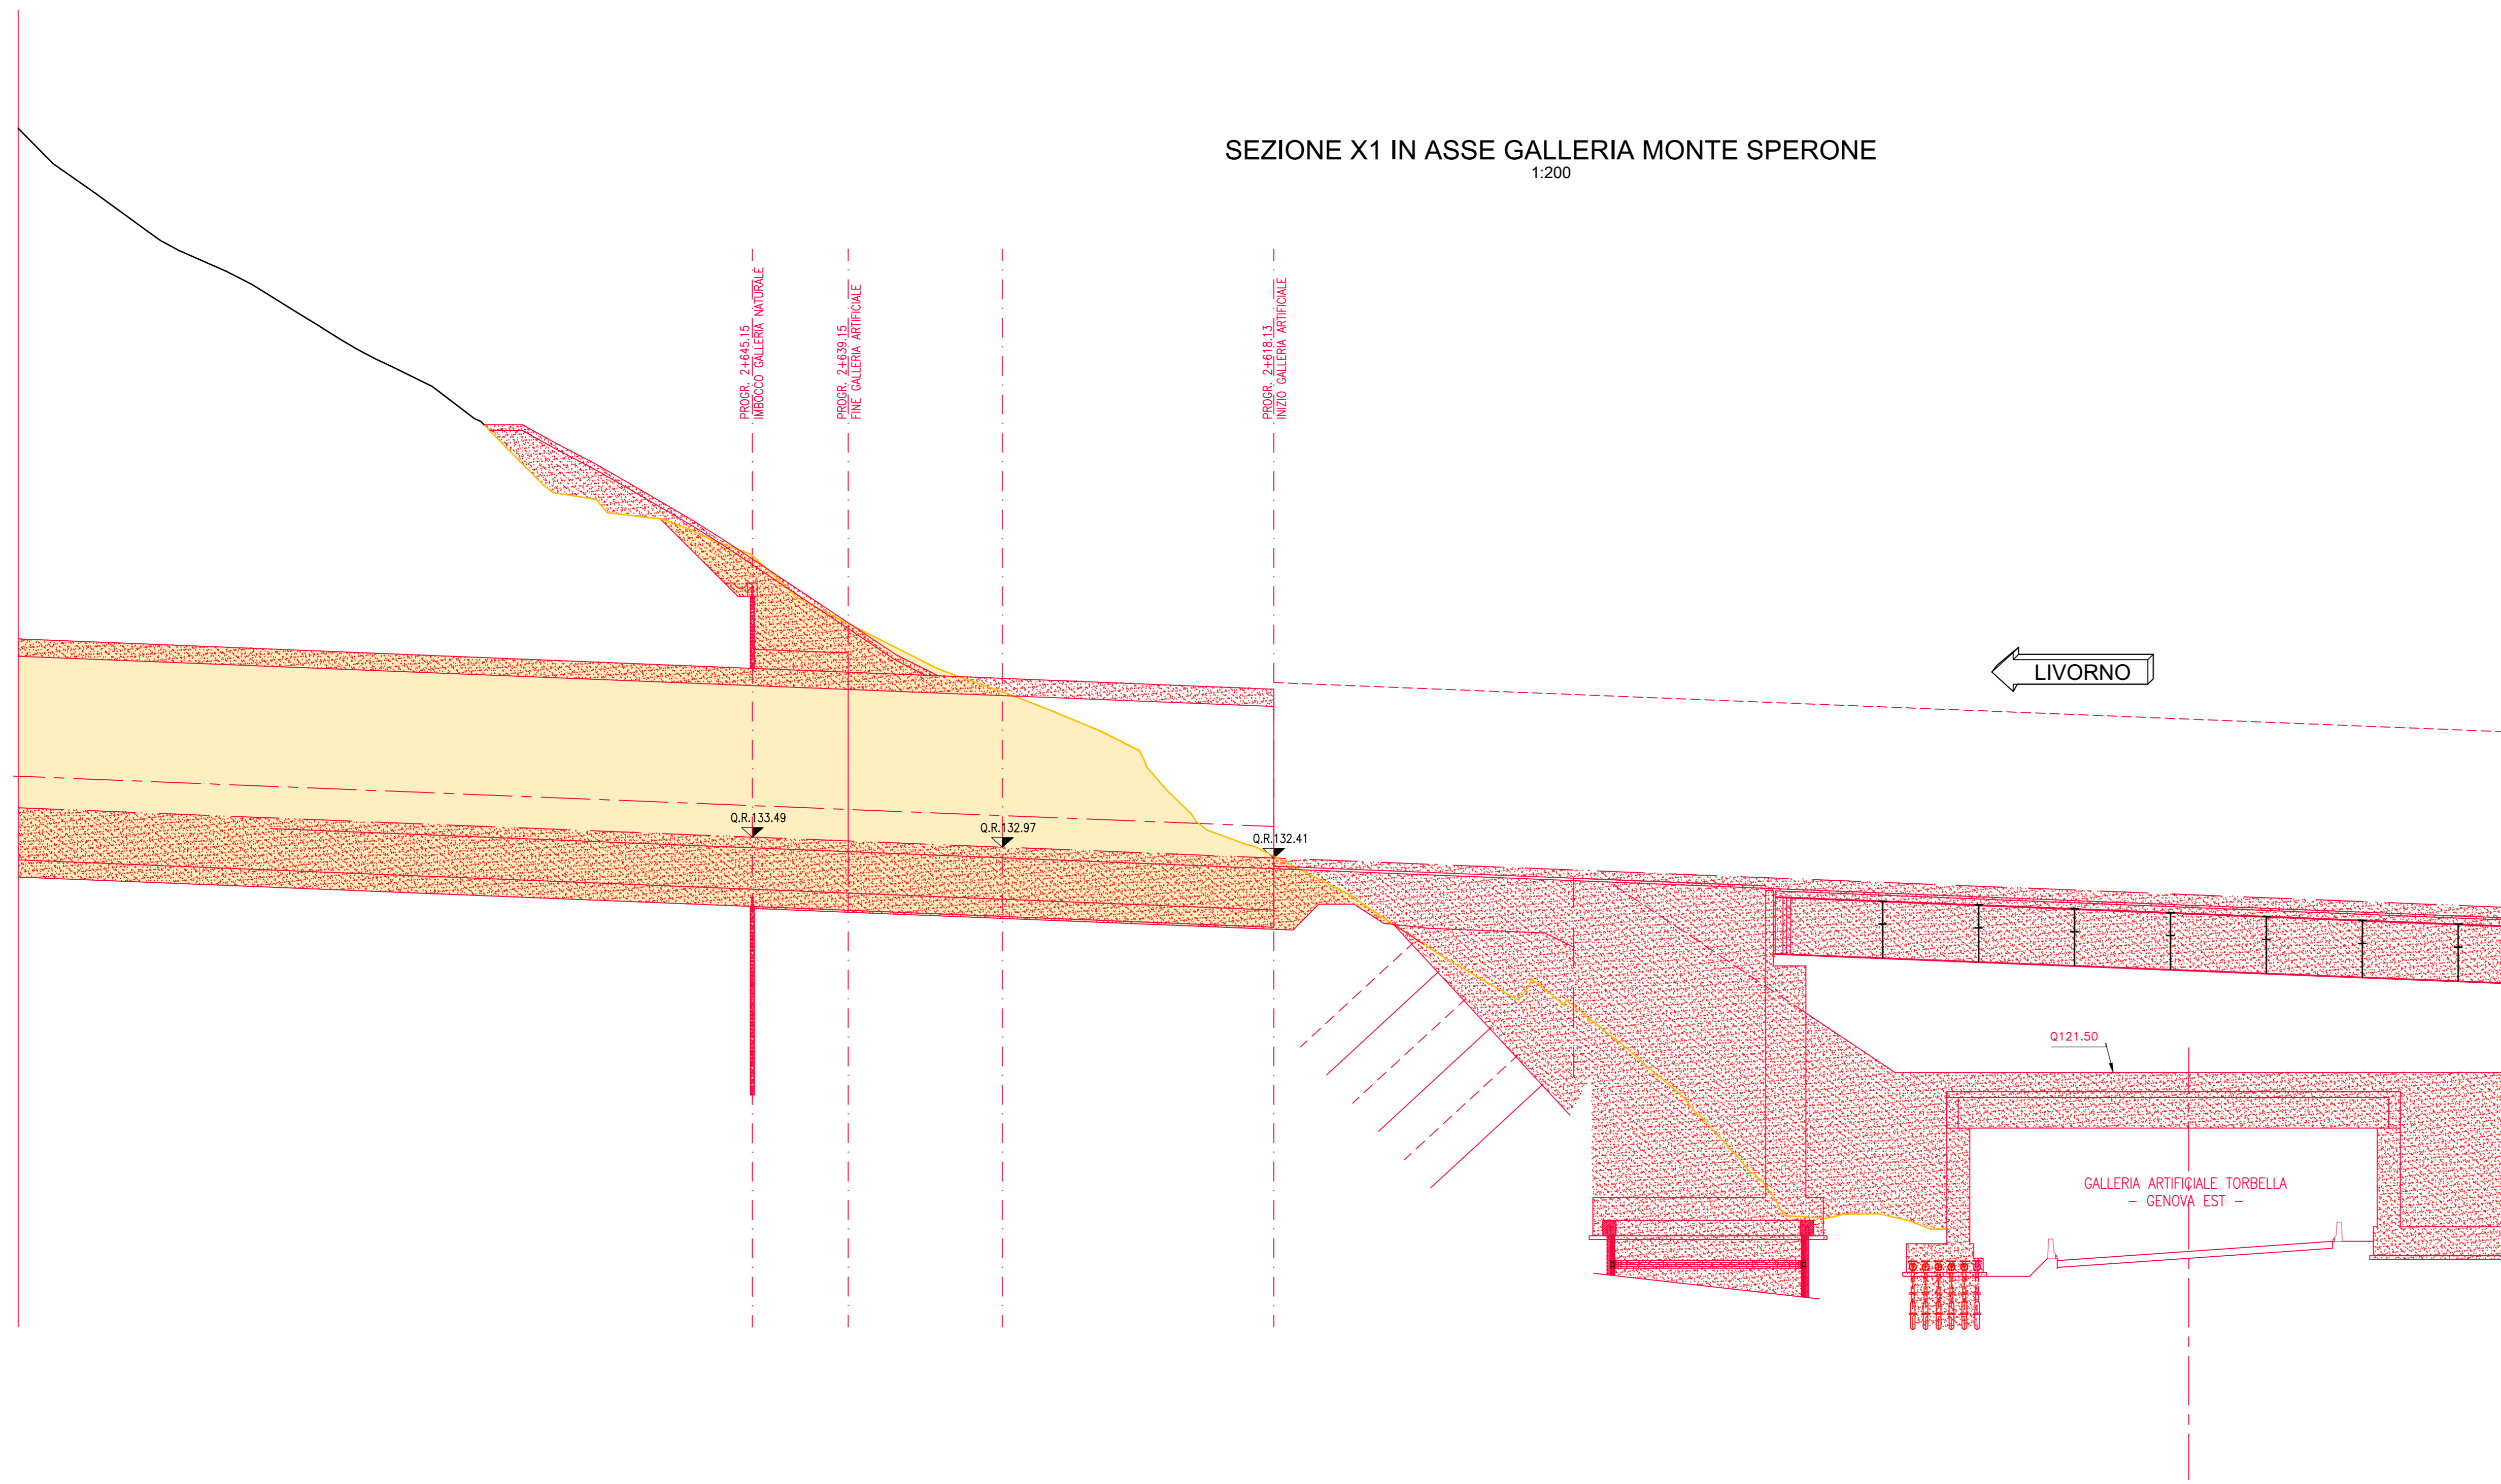 SEZIONE X1 IN ASSE GALLERIA MONTE SPERONE
1:200
PROGR. 2+645.15
IMBOCCO GALLERIA NATURALE
PROGR. 2+639.15
FINE GALLERIA ARTIFICIALE
PROGR. 2+618.13
INIZIO GALLERIA ARTIFICIALE
LIVORNO
Q.R.133.49
Q.R.132.97
Q.R.132.41
Q121.50
GALLERIA ARTIFICIALE TORBELLA
- GENOVA EST -